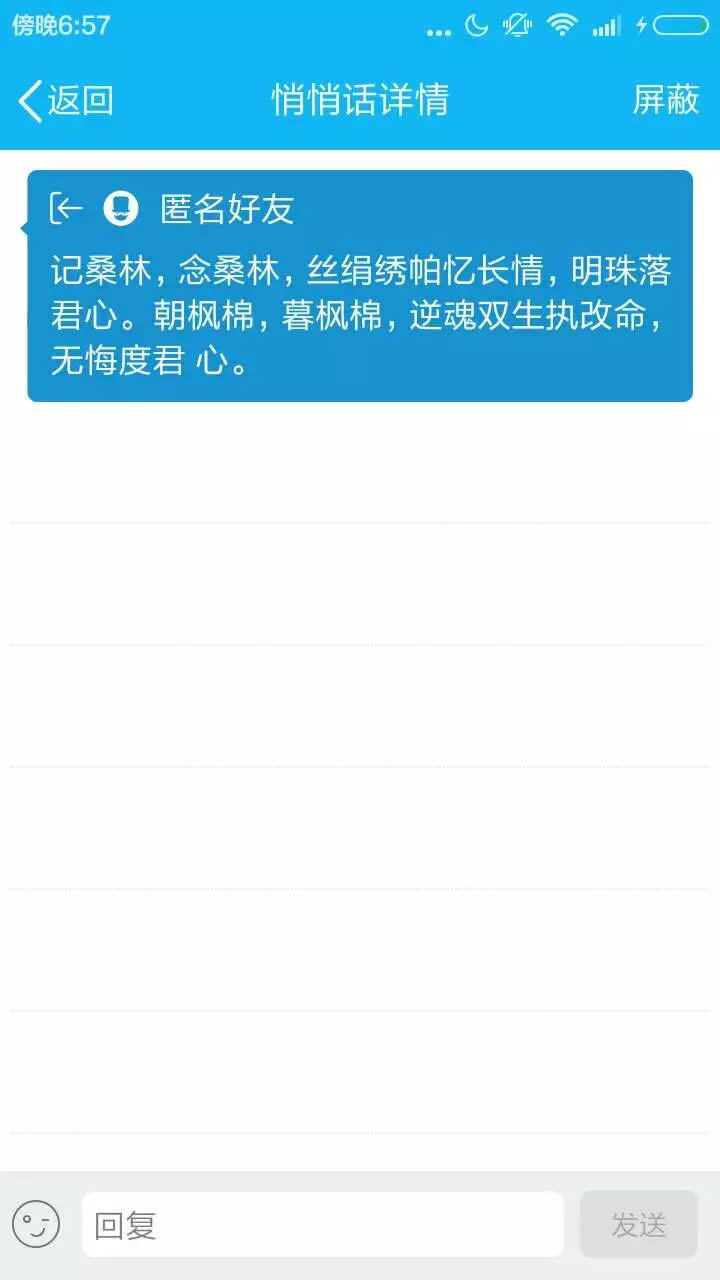 傍晚6:57
返回
悄悄话详情
屏蔽
匿名好友
记桑林，念桑林，丝绢绣帕忆长情，明珠落
君心。朝枫棉，暮枫棉，逆魂双生执改命，
无悔度君 心。
回复
发送